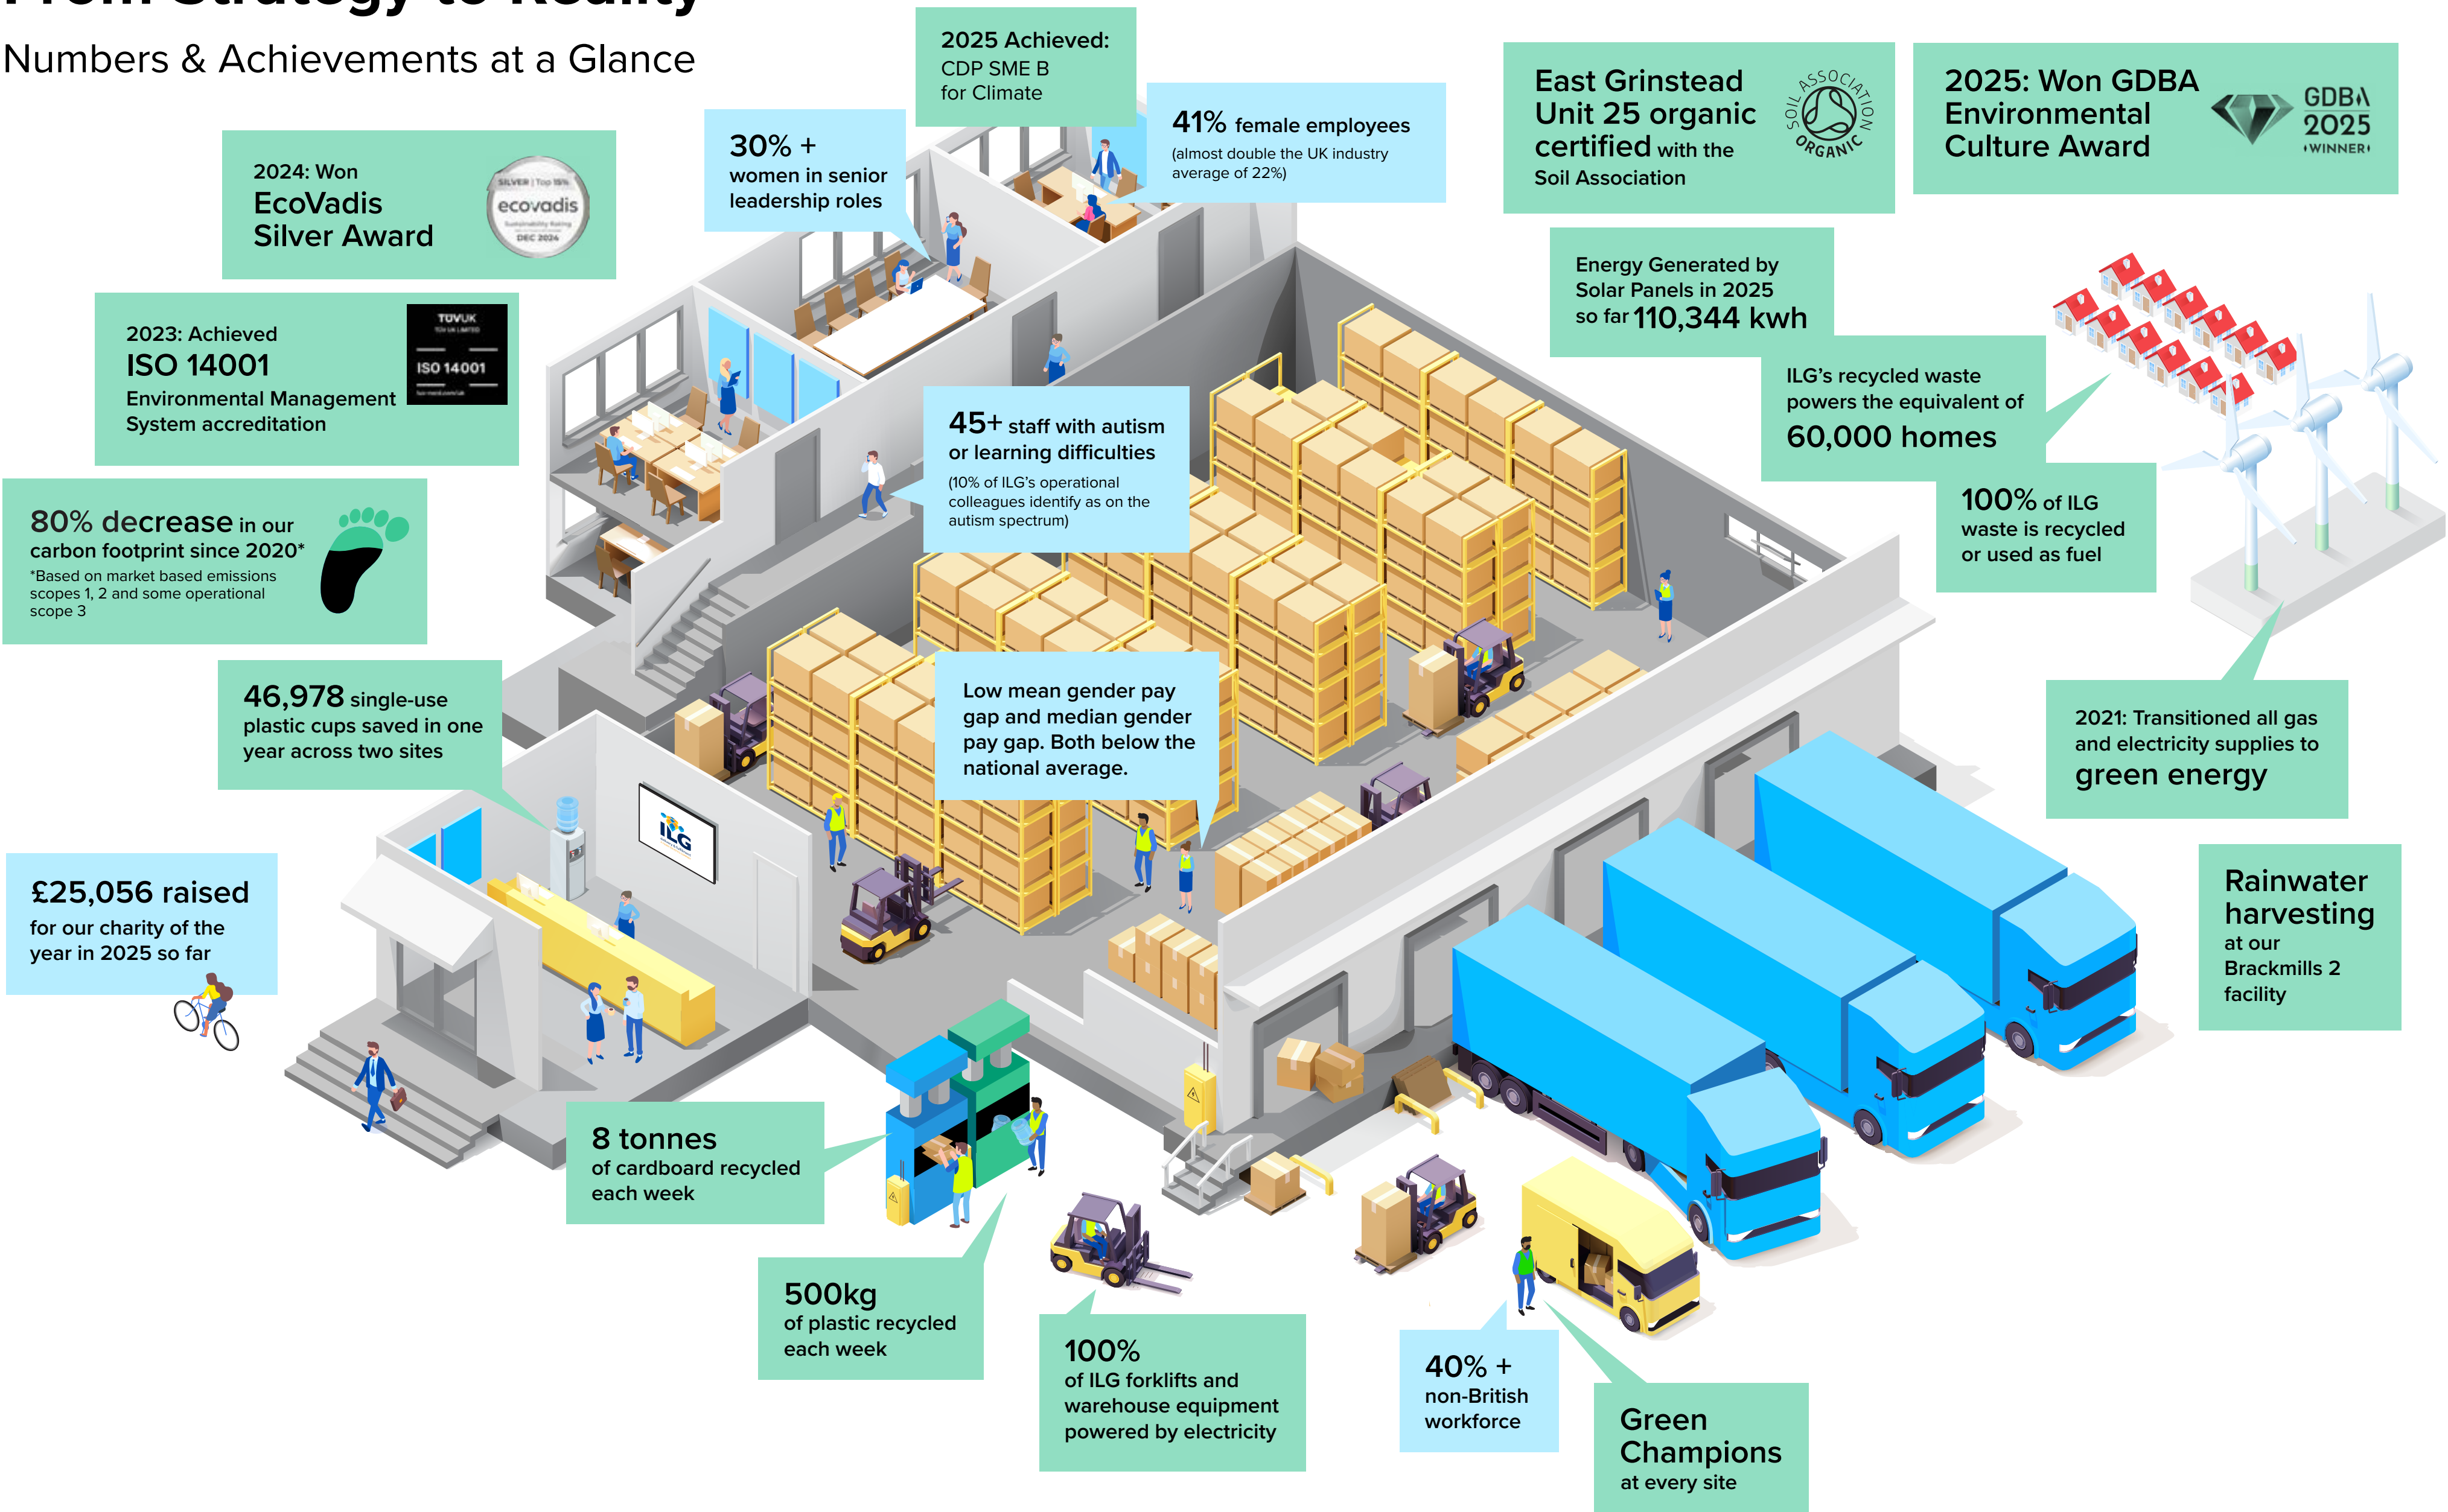 From Strategy to Reality
Numbers & Achievements at a Glance
2025 Achieved:
CDP SME B
for Climate
41% female employees
(almost double the UK industry
average of 22%)
30% +
women in senior
leadership roles
East Grinstead
Unit 25 organic
certified with the
Soil Association
SOIL ASSOCIATION
ORGANIC
2025: Won GDBA
Environmental
Culture Award
GDBA
2025
WINNER
2024: Won
EcoVadis
Silver Award
SILVER | Top 15%
ecovadis
Sustainability Rating
DEC 2024
Energy Generated by
Solar Panels in 2025
so far 110,344 kwh
2023: Achieved
ISO 14001
Environmental Management
System accreditation
TÜVUK
TÜV UK LIMITED
ISO 14001
ILG's recycled waste
powers the equivalent of
60,000 homes
45+ staff with autism
or learning difficulties
(10% of ILG's operational
colleagues identify as on the
autism spectrum)
100% of ILG
waste is recycled
or used as fuel
80% decrease in our
carbon footprint since 2020*
*Based on market based emissions
scopes 1, 2 and some operational
scope 3
46,978 single-use
plastic cups saved in one
year across two sites
Low mean gender pay
gap and median gender
pay gap. Both below the
national average.
2021: Transitioned all gas
and electricity supplies to
green energy
ILG
£25,056 raised
for our charity of the
year in 2025 so far
Rainwater
harvesting
at our
Brackmills 2
facility
8 tonnes
of cardboard recycled
each week
500kg
of plastic recycled
each week
100%
of ILG forklifts and
warehouse equipment
powered by electricity
40% +
non-British
workforce
Green
Champions
at every site